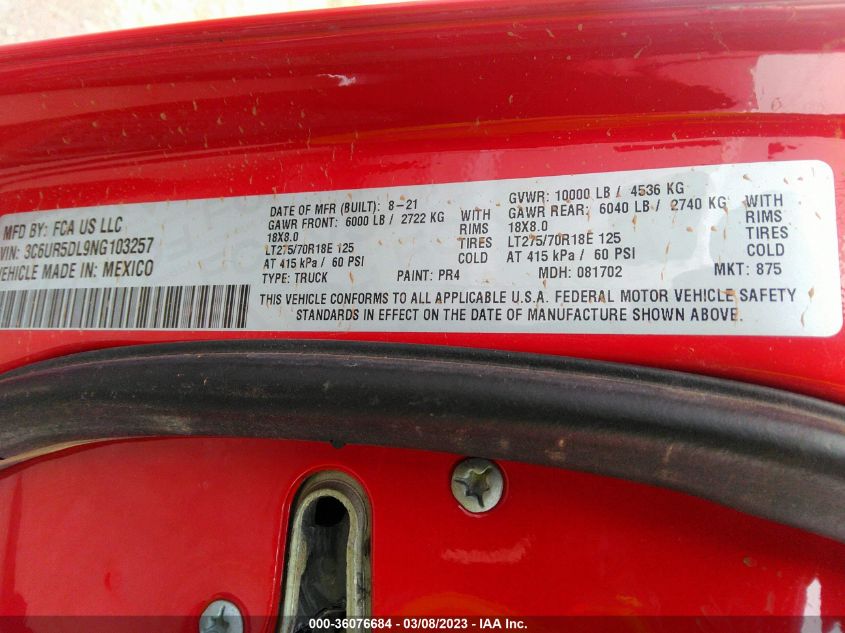 MFD BY: FCA US LLC
VIN: 3C6UR5DL9NG103257
VEHICLE MADE IN: MEXICO
DATE OF MFR (BUILT): 8-21
GAWR FRONT: 6000 LB / 2722 KG WITH
18X8.0 RIMS
LT275/70R18E 125 TIRES
AT 415 kPa / 60 PSI COLD
TYPE: TRUCK PAINT: PR4
GVWR: 10000 LB / 4536 KG
GAWR REAR: 6040 LB / 2740 KG WITH
18X8.0 RIMS
LT275/70R18E 125 TIRES
AT 415 kPa / 60 PSI COLD
MDH: 081702 MKT: 875
THIS VEHICLE CONFORMS TO ALL APPLICABLE U.S.A. FEDERAL MOTOR VEHICLE SAFETY
STANDARDS IN EFFECT ON THE DATE OF MANUFACTURE SHOWN ABOVE.
000-36076684 / 03/08/2023 - IAA Inc.